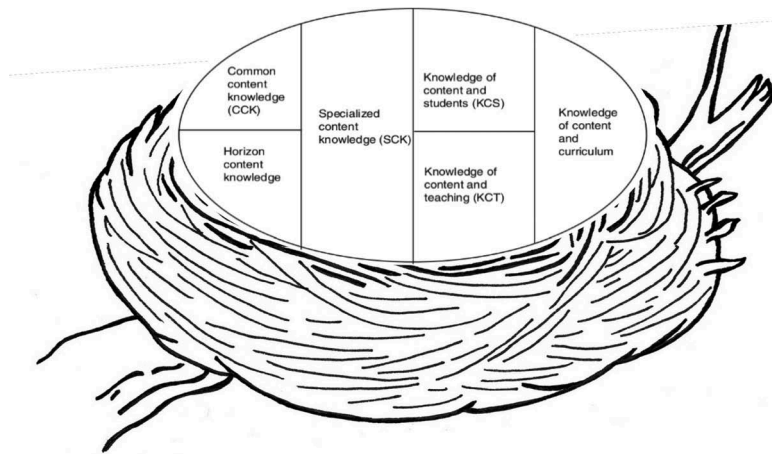 Common
content
knowledge
(CCK)
Horizon
content
knowledge
Specialized
content
knowledge (SCK)
Knowledge of
content and
students (KCS)
Knowledge of
content and
teaching (KCT)
Knowledge
of content
and
curriculum